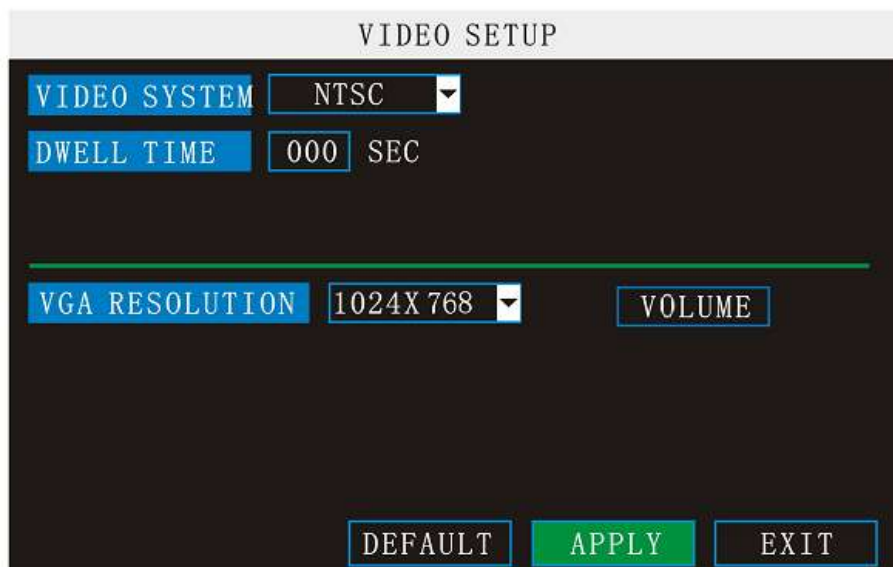 VIDEO SETUP
VIDEO SYSTEM NTSC
DWELL TIME 000 SEC
VGA RESOLUTION 1024X768 VOLUME
DEFAULT APPLY EXIT